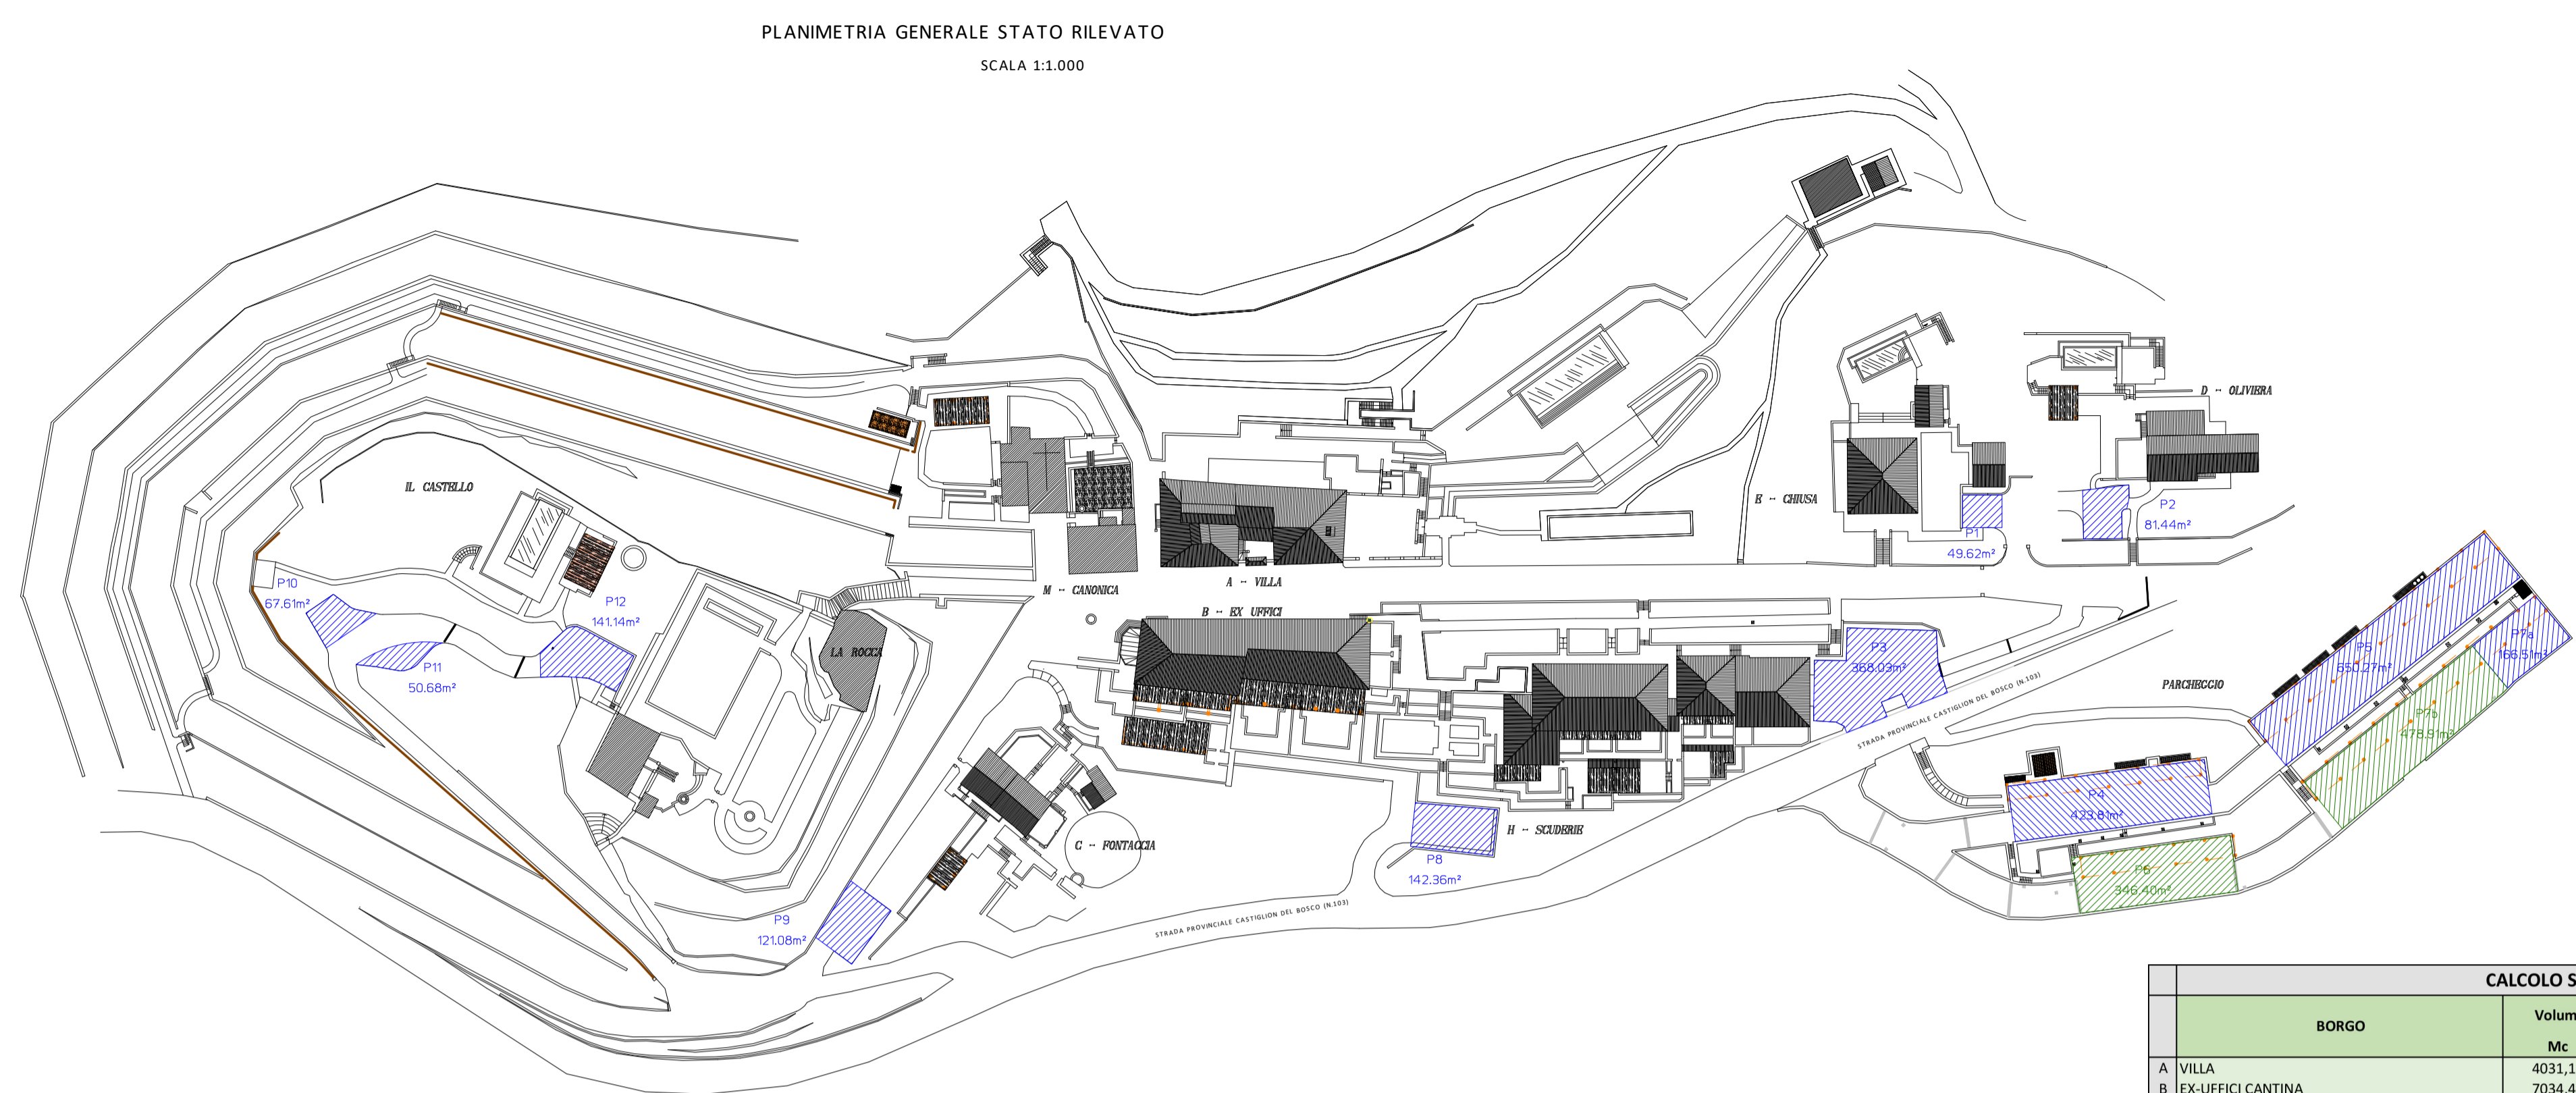 PLANIMETRIA GENERALE STATO RILEVATO
SCALA 1:1.000
IL CASTELLO
P10
67.61m²
P11
50.68m²
P12
141.14m²
LA ROCCA
M - CANONICA
A - VILLA
B - EX UFFICI
E - CHIUSA
D - OLIVIERA
P1
49.62m²
P2
81.44m²
P3
368.03m²
STRADA PROVINCIALE CASTIGLION DEL BOSCO (N.103)
PARCHEGGIO
P5
650.27m²
P7a
166.51m²
P7b
478.91m²
P4
423.81m²
P6
346.40m²
H - SCUDERIE
P8
142.36m²
C - FONTACCIA
P9
121.08m²
STRADA PROVINCIALE CASTIGLION DEL BOSCO (N.103)
CALCOLO S
BORGO
Volum
Mc
A VILLA 4031,1
B EX-UFFICI CANTINA 7034,4